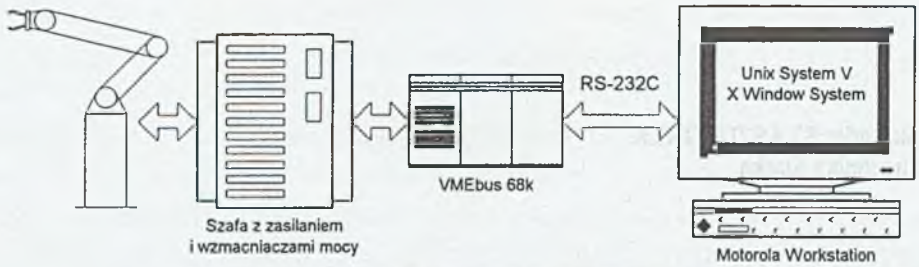 RS-232C
Unix System V
X Window System
VMEbus 68k
Szafa z zasilaniem
i wzmacniaczami mocy
Motorola Workstation